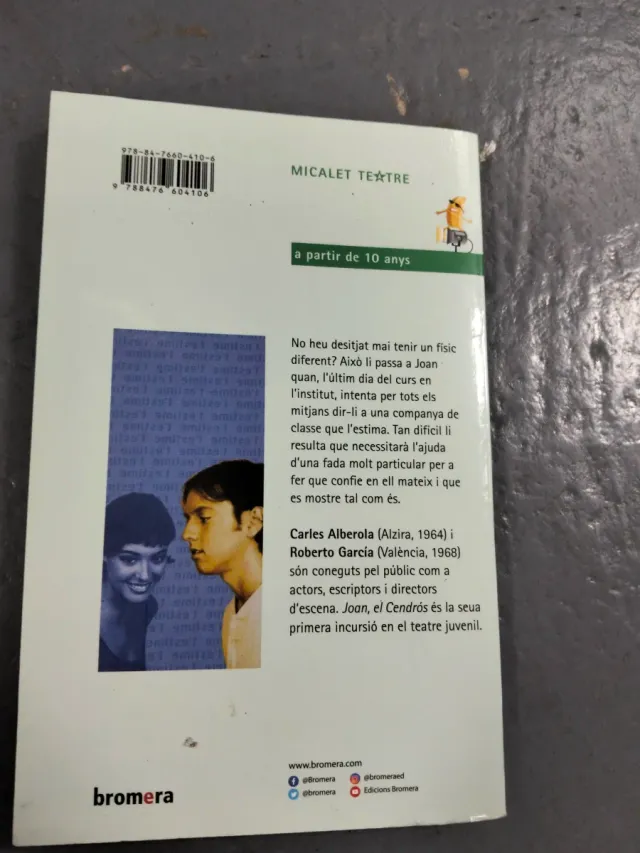 978-84-7660-410-6
9 788476 604106
MICALET TEATRE
a partir de 10 anys
No heu desitjat mai tenir un físic
diferent? Això li passa a Joan
quan, l'últim dia del curs en
l'institut, intenta per tots els
mitjans dir-li a una companya de
classe que l'estima. Tan difícil li
resulta que necessitarà l'ajuda
d'una fada molt particular per a
fer que confie en ell mateix i que
es mostre tal com és.
Carles Alberola (Alzira, 1964) i
Roberto García (València, 1968)
són coneguts pel públic com a
actors, escriptors i directors
d'escena. Joan, el Cendrós és la seua
primera incursió en el teatre juvenil.
www.bromera.com
@Bromera
@bromeraed
@bromera
Edicions Bromera
bromera